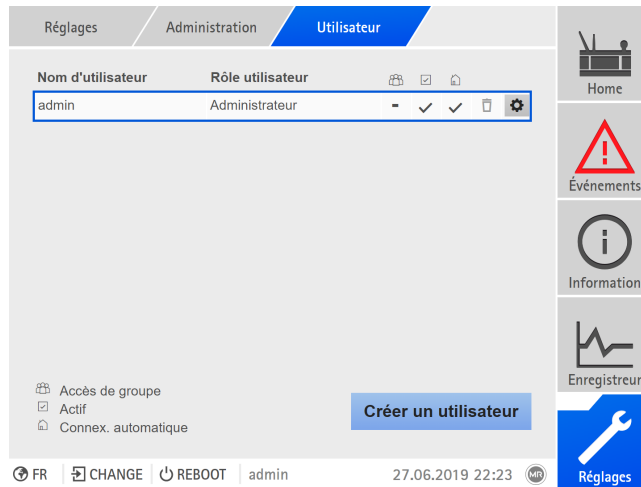 Réglages Administration Utilisateur
Nom d'utilisateur Rôle utilisateur
admin Administrateur -
Accès de groupe
Actif
Connex. automatique
Créer un utilisateur
FR CHANGE REBOOT admin 27.06.2019 22:23 MR
Home
Événements
Information
Enregistreur
Réglages